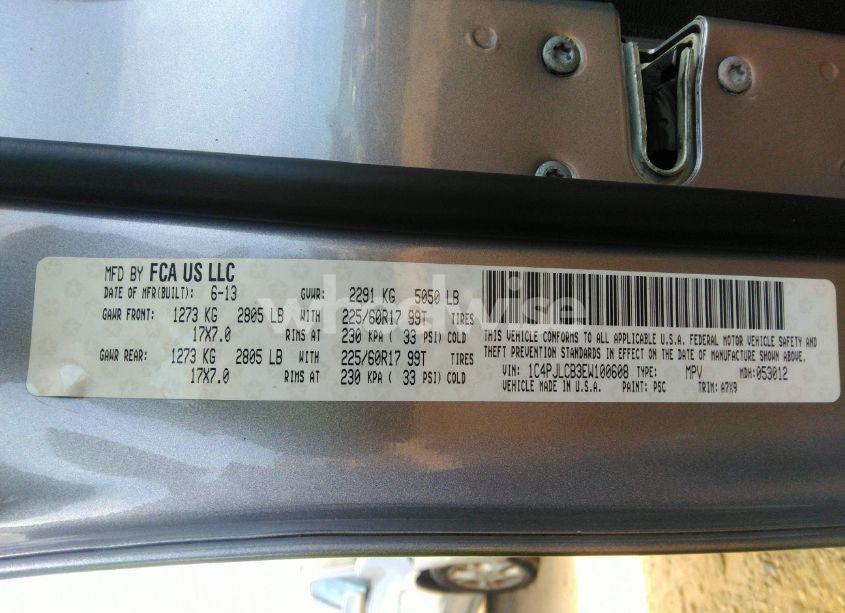 MFD BY FCA US LLC
DATE OF MFR(BUILT): 6-13 GVWR: 2291 KG 5050 LB
GAWR FRONT: 1273 KG 2805 LB WITH 225/60R17 99T TIRES
17X7.0 RIMS AT 230 KPA ( 33 PSI) COLD
GAWR REAR: 1273 KG 2805 LB WITH 225/60R17 99T TIRES
17X7.0 RIMS AT 230 KPA ( 33 PSI) COLD
THIS VEHICLE CONFORMS TO ALL APPLICABLE U.S.A. FEDERAL MOTOR VEHICLE SAFETY AND
THEFT PREVENTION STANDARDS IN EFFECT ON THE DATE OF MANUFACTURE SHOWN ABOVE.
VIN: 1C4PJLCB3EW100608 TYPE: MPV MDH:053012
VEHICLE MADE IN U.S.A. PAINT: PSC TRIM: A7X9
wheelwise